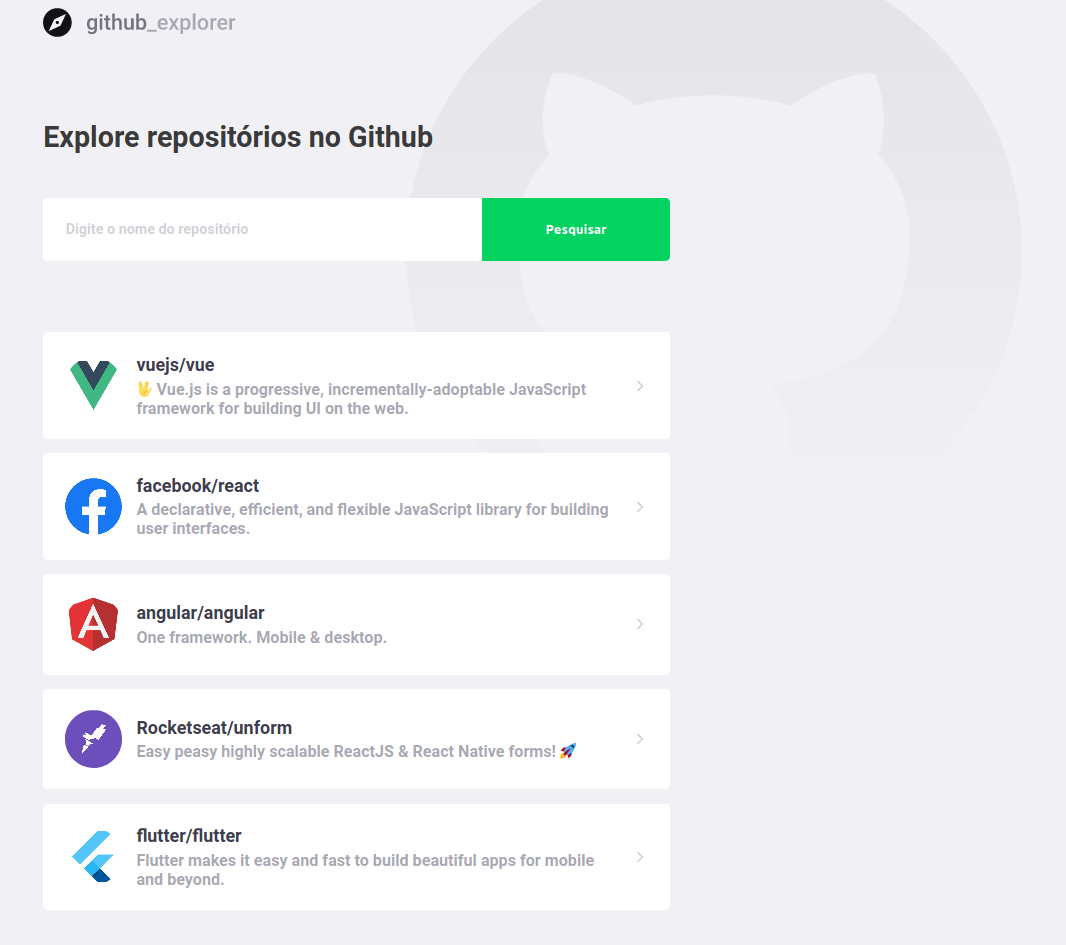 github_explorer
Explore repositórios no Github
Digite o nome do repositório
Pesquisar
vuejs/vue
🖖 Vue.js is a progressive, incrementally-adoptable JavaScript
framework for building UI on the web.
facebook/react
A declarative, efficient, and flexible JavaScript library for building
user interfaces.
angular/angular
One framework. Mobile & desktop.
Rocketseat/unform
Easy peasy highly scalable ReactJS & React Native forms! 🚀
flutter/flutter
Flutter makes it easy and fast to build beautiful apps for mobile
and beyond.